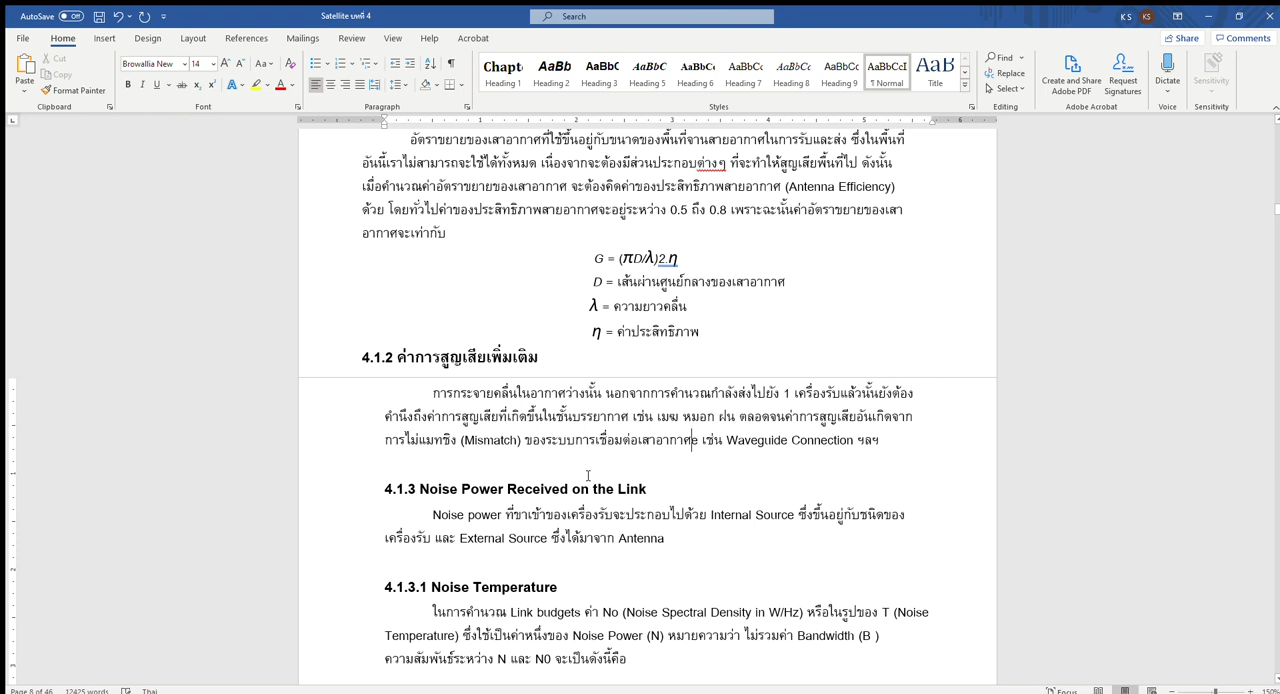 AutoSave Off Satellite บทที่ 4 Search K S KS
File Home Insert Design Layout References Mailings Review View Help Acrobat Share Comments
Paste Cut Copy Format Painter
Brwoallia New 14
B I U ab x₂ x² A A
Chapt AaBb AaBbC AaBbC AaBbCc AaBbCc AaBbCc AaBbCc AaBbCcI AaB
Heading 1 Heading 2 Heading 3 Heading 5 Heading 6 Heading 7 Heading 8 Heading 9 ¶ Normal Title
Find Replace Select
Create and Share Adobe PDF Request Signatures Dictate Sensitivity
Clipboard Font Paragraph Styles Editing Adobe Acrobat Voice Sensitivity
1 2 3 4 5 6
อัตราขยายของเสาอากาศที่ใช้ขึ้นอยู่กับขนาดของพื้นที่จานสายอากาศในการรับและส่ง ซึ่งในพื้นที่
อันนี้เราไม่สามารถจะใช้ได้ทั้งหมด เนื่องจากจะต้องมีส่วนประกอบต่างๆ ที่จะทำให้สูญเสียพื้นที่ไป ดังนั้น
เมื่อคำนวณค่าอัตราขยายของเสาอากาศ จะต้องคิดค่าของประสิทธิภาพสายอากาศ (Antenna Efficiency)
ด้วย โดยทั่วไปค่าของประสิทธิภาพสายอากาศจะอยู่ระหว่าง 0.5 ถึง 0.8 เพราะฉะนั้นค่าอัตราขยายของเสา
อากาศจะเท่ากับ
G = (πD/λ)2.η
D = เส้นผ่านศูนย์กลางของเสาอากาศ
λ = ความยาวคลื่น
η = ค่าประสิทธิภาพ
4.1.2 ค่าการสูญเสียเพิ่มเติม
การกระจายคลื่นในอากาศว่างนั้น นอกจากการคำนวณกำลังส่งไปยัง 1 เครื่องรับแล้วนั้นยังต้อง
คำนึงถึงค่าการสูญเสียที่เกิดขึ้นในชั้นบรรยากาศ เช่น เมฆ หมอก ฝน ตลอดจนค่าการสูญเสียอันเกิดจาก
การไม่แมทชิง (Mismatch) ของระบบการเชื่อมต่อเสาอากาศe เช่น Waveguide Connection ฯลฯ
4.1.3 Noise Power Received on the Link
Noise power ที่ขาเข้าของเครื่องรับจะประกอบไปด้วย Internal Source ซึ่งขึ้นอยู่กับชนิดของ
เครื่องรับ และ External Source ซึ่งได้มาจาก Antenna
4.1.3.1 Noise Temperature
ในการคำนวณ Link budgets ค่า No (Noise Spectral Density in W/Hz) หรือในรูปของ T (Noise
Temperature) ซึ่งใช้เป็นค่าหนึ่งของ Noise Power (N) หมายความว่า ไม่รวมค่า Bandwidth (B )
ความสัมพันธ์ระหว่าง N และ N0 จะเป็นดังนี้คือ
Page 8 of 46 12425 words Thai Focus 150%